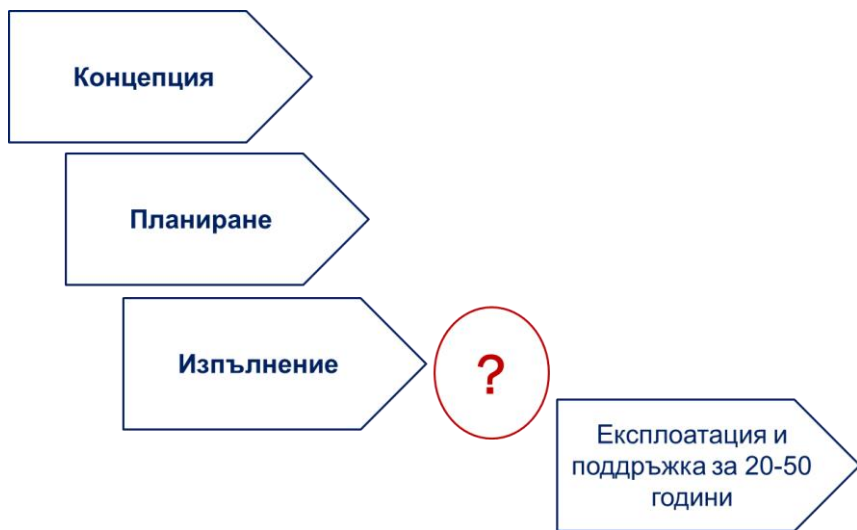 Концепция
Планиране
Изпълнение
?
Експлоатация и
поддръжка за 20-50
години